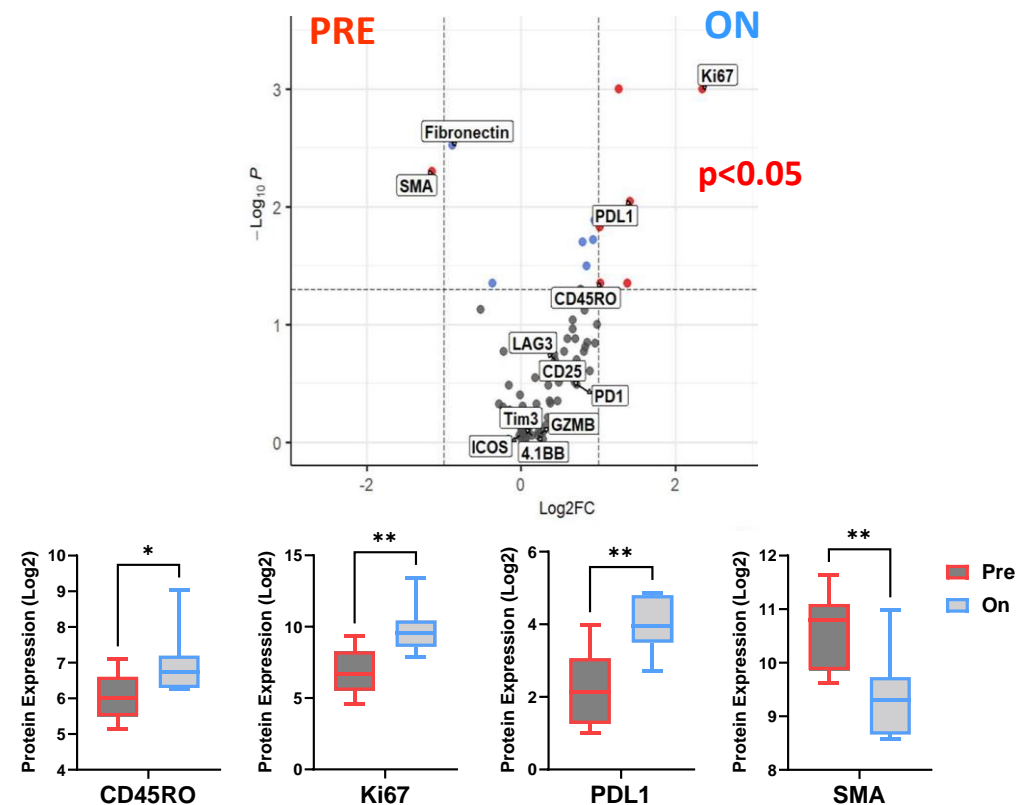 PRE
ON
Ki67
3
Fibronectin
SMA
p<0.05
2
PDL1
CD45RO
1
LAG3
CD25
PD1
Tim3
GZMB
0
ICOS
4.1BB
-2
0
2
Log2FC
− Log10 P
Protein Expression (Log2)
10
9
8
7
6
5
4
*
CD45RO
Protein Expression (Log2)
15
10
5
0
**
Ki67
Protein Expression (Log2)
6
4
2
0
**
PDL1
Protein Expression (Log2)
12
11
10
9
8
**
SMA
Pre
On